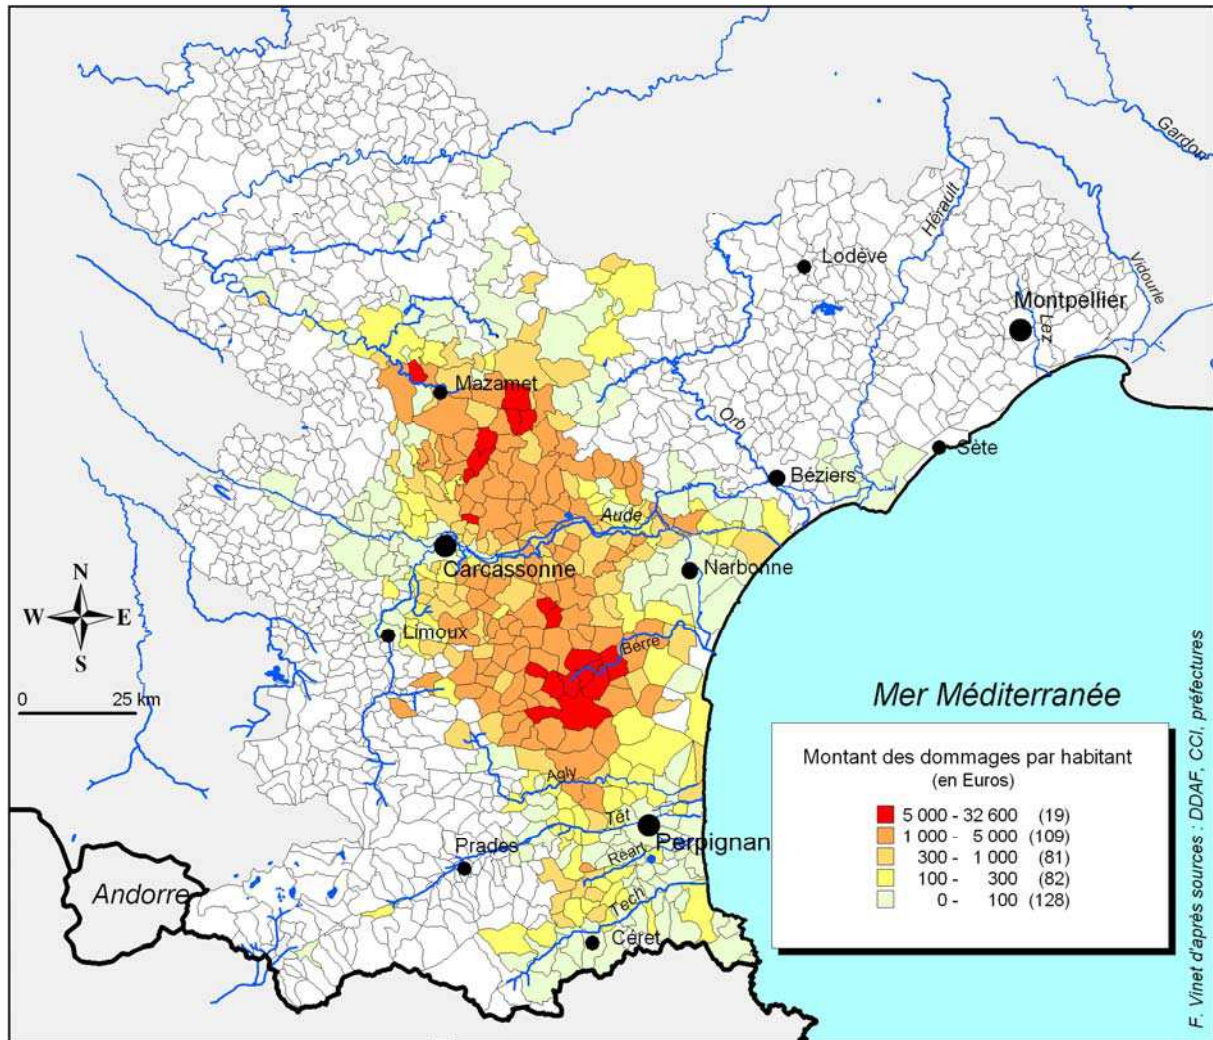 Gardon
Hérault
Vidourle
Lodève
Montpellier
Lez
Mazamet
Orb
Sète
Béziers
Aude
Carcassonne
Narbonne
N
W E
S
Limoux
Berre
0 25 km
Mer Méditerranée
Montant des dommages par habitant
(en Euros)
5 000 - 32 600 (19)
1 000 - 5 000 (109)
300 - 1 000 (81)
100 - 300 (82)
0 - 100 (128)
Agly
Têt
Perpignan
Prades
Réart
Tech
Céret
Andorre
F. Vinet d'après sources : DDAF, CCI, préfectures